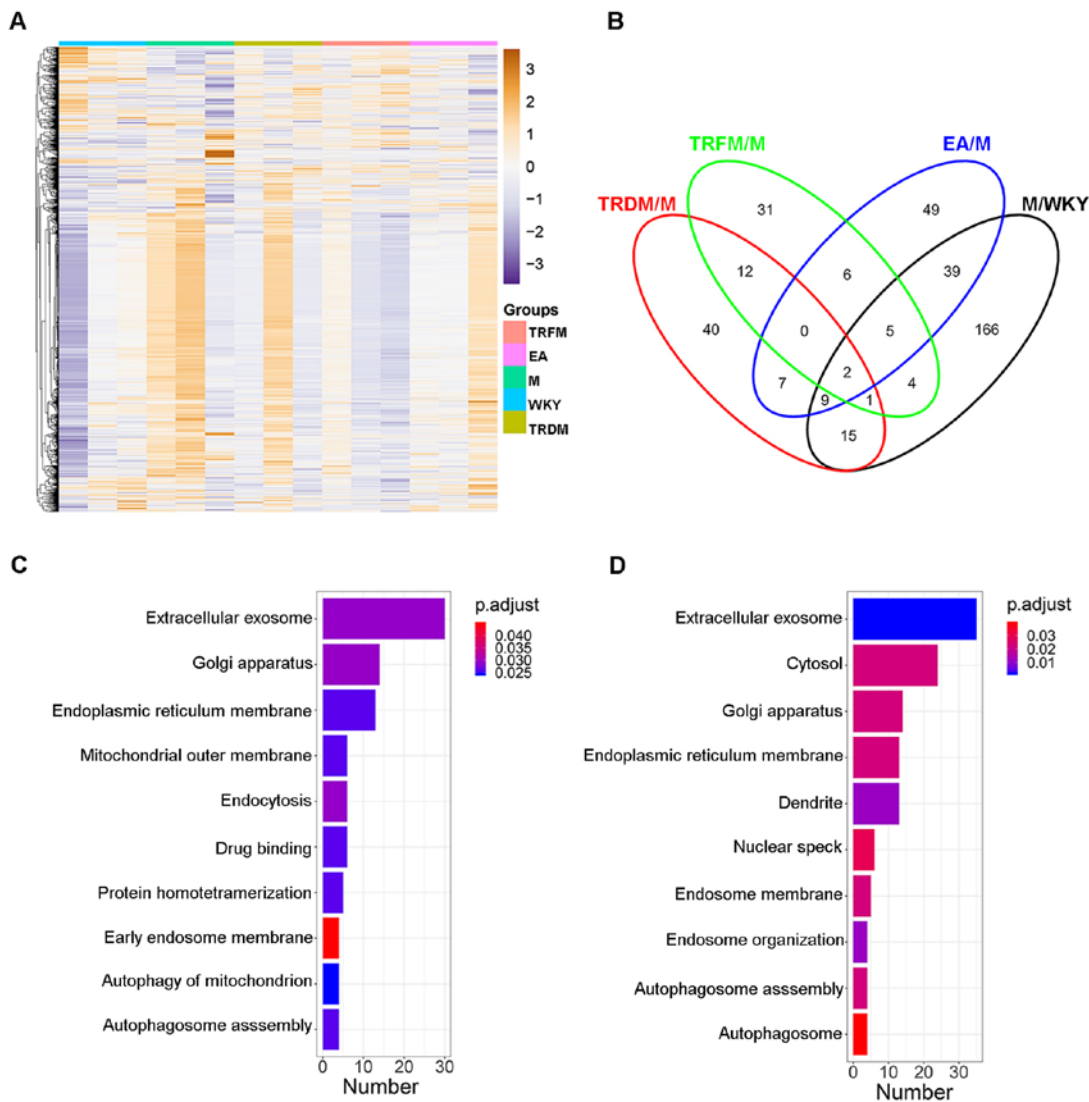 A
3
2
1
0
-1
-2
-3
Groups
TRFM
EA
M
WKY
TRDM
B
TRFM/M
EA/M
TRDM/M
M/WKY
31
49
12
6
39
40
0
5
166
7
2
4
9
1
15
C
Extracellular exosome
Golgi apparatus
Endoplasmic reticulum membrane
Mitochondrial outer membrane
Endocytosis
Drug binding
Protein homotetramerization
Early endosome membrane
Autophagy of mitochondrion
Autophagosome asssembly
0 10 20 30
Number
p.adjust
0.040
0.035
0.030
0.025
D
Extracellular exosome
Cytosol
Golgi apparatus
Endoplasmic reticulum membrane
Dendrite
Nuclear speck
Endosome membrane
Endosome organization
Autophagosome asssembly
Autophagosome
0 10 20 30
Number
p.adjust
0.03
0.02
0.01